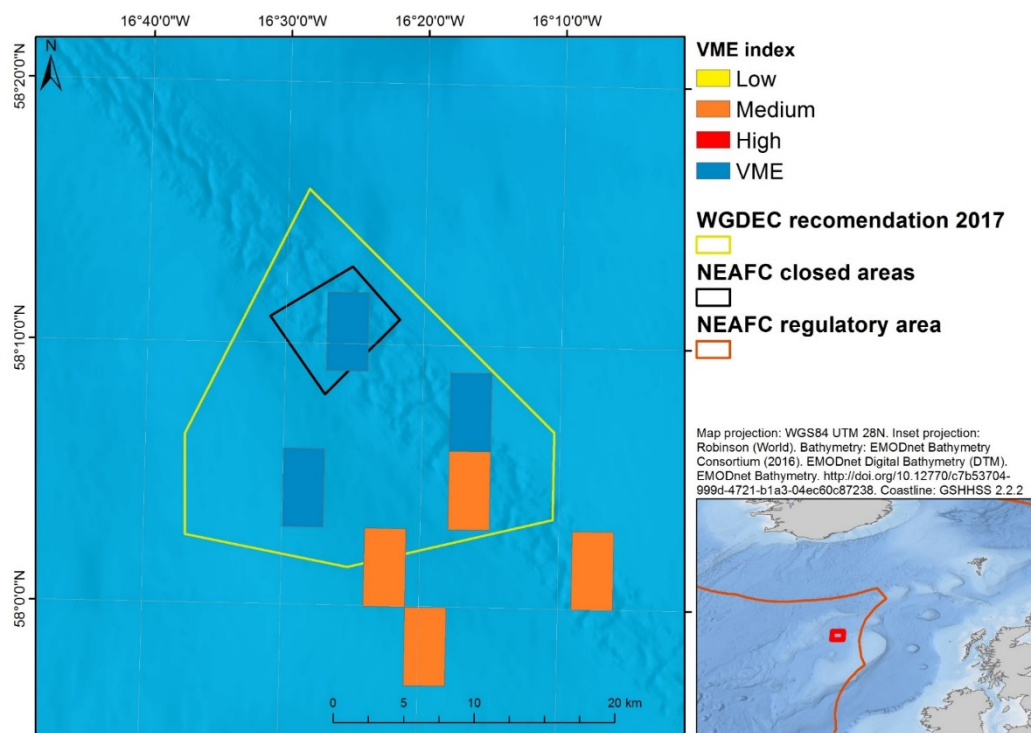 16°40'0"W 16°30'0"W 16°20'0"W 16°10'0"W
N
58°20'0"N
58°10'0"N
58°0'0"N
0 5 10 20 km
VME index
Low
Medium
High
VME
WGDEC recomendation 2017
NEAFC closed areas
NEAFC regulatory area
Map projection: WGS84 UTM 28N. Inset projection:
Robinson (World). Bathymetry: EMODnet Bathymetry
Consortium (2016). EMODnet Digital Bathymetry (DTM).
EMODnet Bathymetry. http://doi.org/10.12770/c7b53704-
999d-4721-b1a3-04ec60c87238. Coastline: GSHHSS 2.2.2